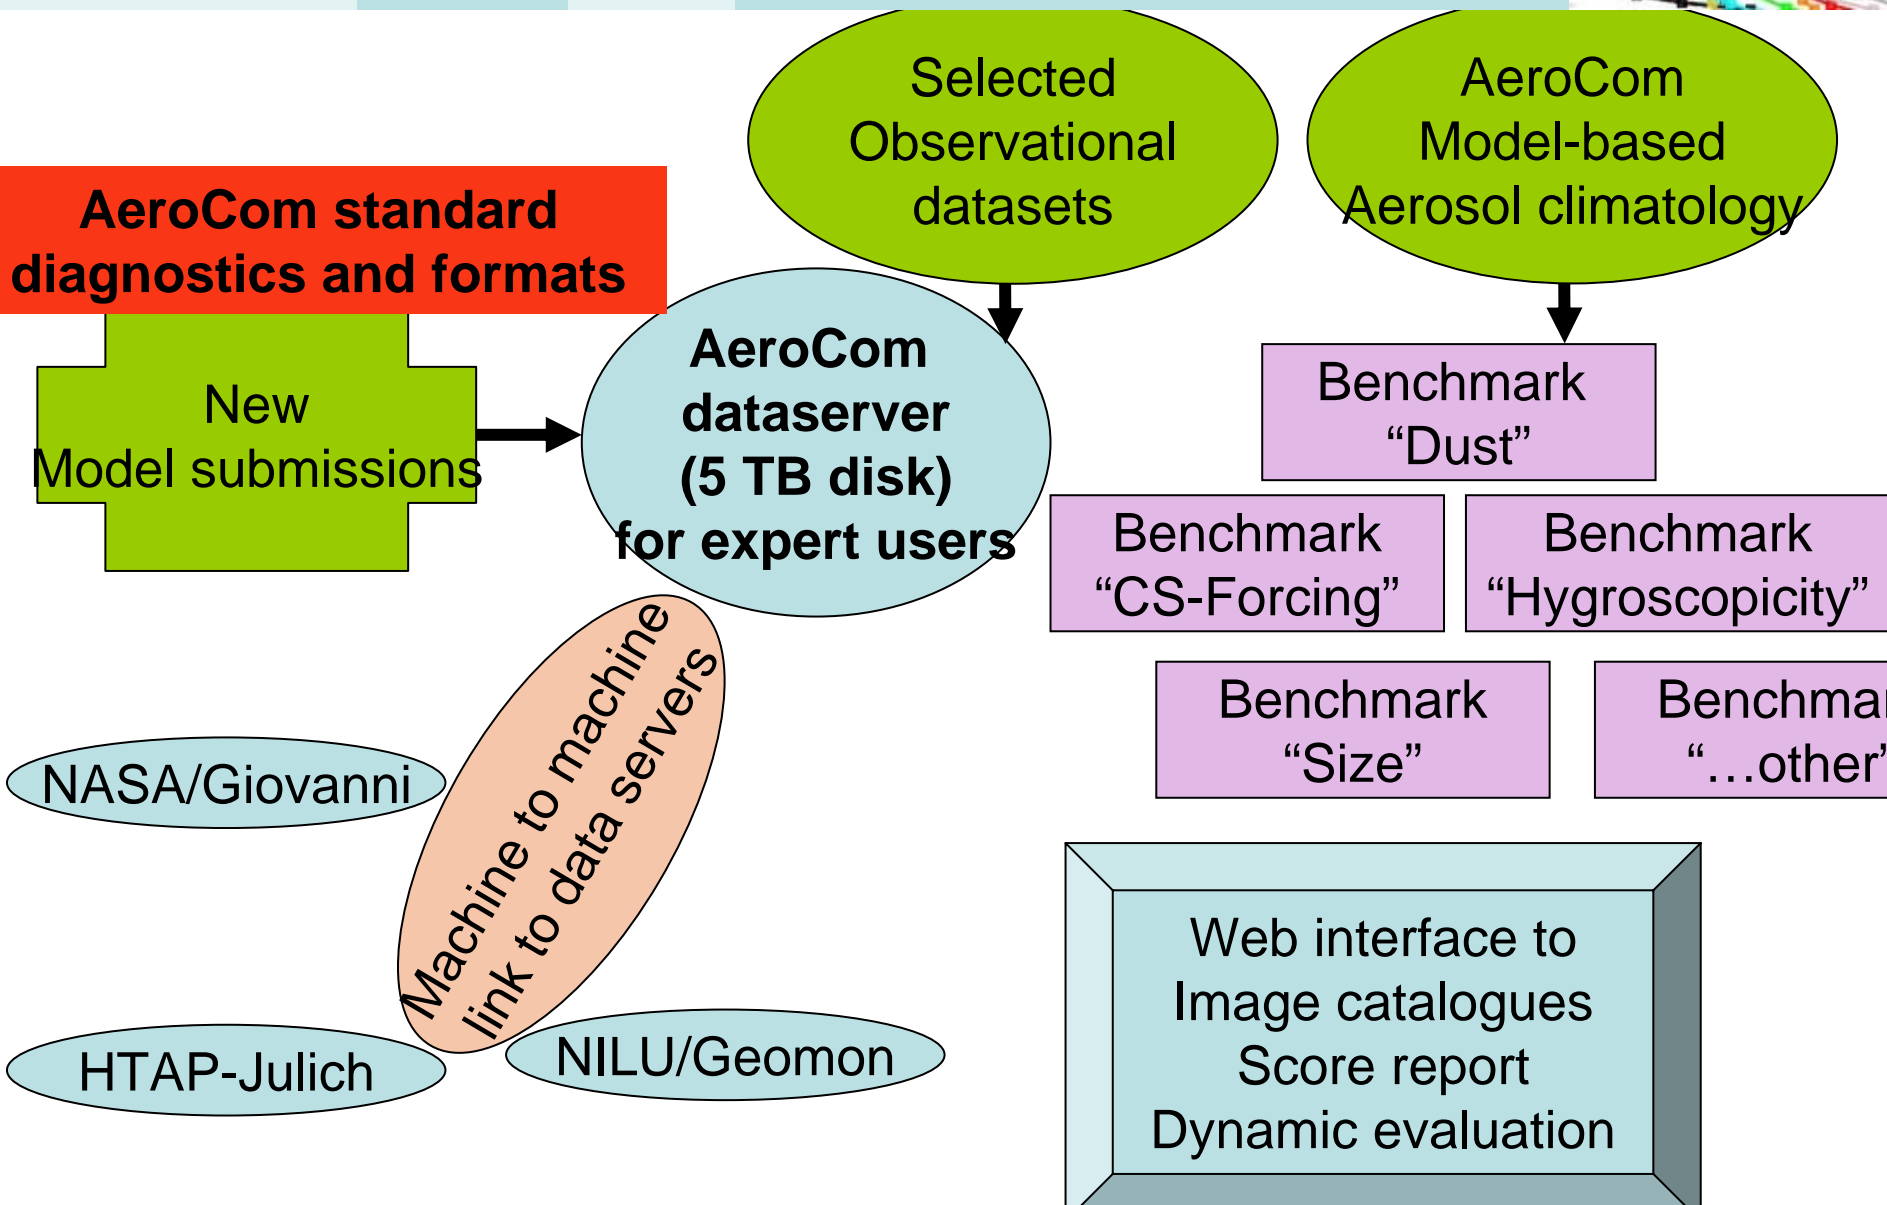 Selected
Observational
datasets
AeroCom
Model-based
Aerosol climatology
AeroCom standard
diagnostics and formats
New
Model submissions
AeroCom
dataserver
(5 TB disk)
for expert users
Benchmark
“Dust”
Benchmark
“CS-Forcing”
Benchmark
“Hygroscopicity”
Benchmark
“Size”
“…other”
Machine to machine
link to data servers
NASA/Giovanni
HTAP-Julich
NILU/Geomon
Web interface to
Image catalogues
Score report
Dynamic evaluation